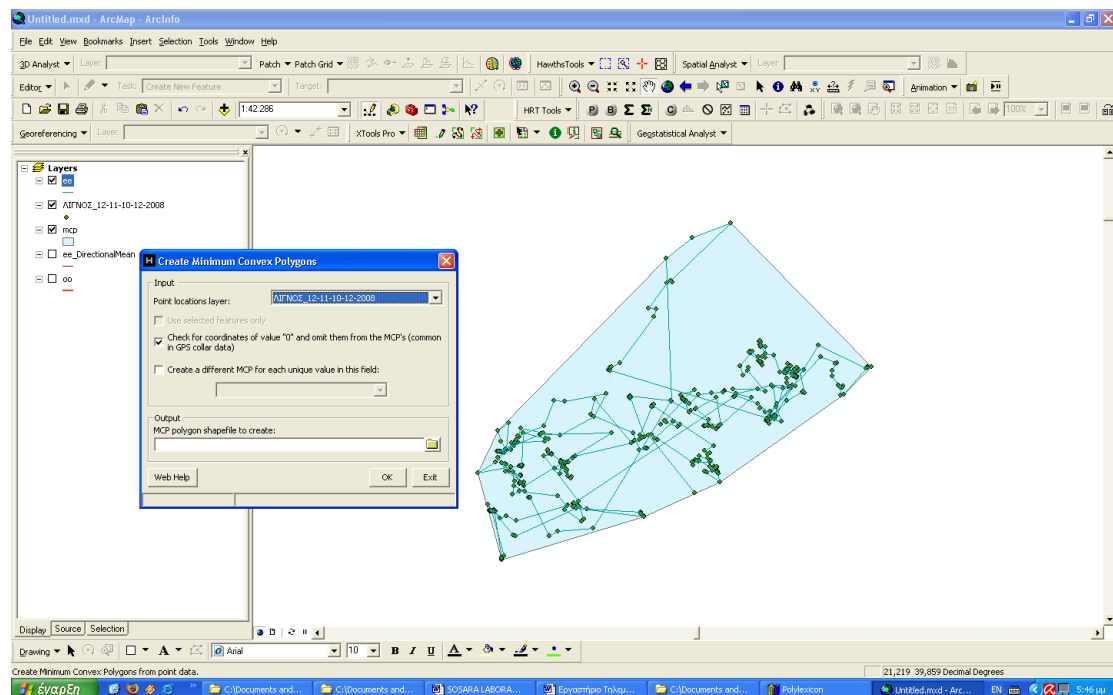 Untitled.mxd - ArcMap - ArcInfo
File Edit View Bookmarks Insert Selection Tools Window Help
3D Analyst Layer: Patch Patch Grid HawthsTools Spatial Analyst Layer:
Editor Task: Create New Feature Target: Animation
1:42.286 HRT Tools 100%
Georeferencing Layer: XTools Pro Geostatistical Analyst
Layers
ee
ΛΙΓΝΟΣ_12-11-10-12-2008
mcp
ee_DirectionalMean
oo
Create Minimum Convex Polygons
Input
Point locations layer: ΛΙΓΝΟΣ_12-11-10-12-2008
Use selected features only
Check for coordinates of value "0" and omit them from the MCP's (common
in GPS collar data)
Create a different MCP for each unique value in this field:
Output
MCP polygon shapefile to create:
Web Help OK Exit
Display Source Selection
Drawing A Arial 10 B I U A
Create Minimum Convex Polygons from point data. 21,219 39,859 Decimal Degrees
έναρξη C:\Documents and... C:\Documents and... SOSARA LABORA... Εργαστήριο Τηλεμ... C:\Documents and... Polylexicon Untitled.mxd - Arc... EN 5:46 μμ